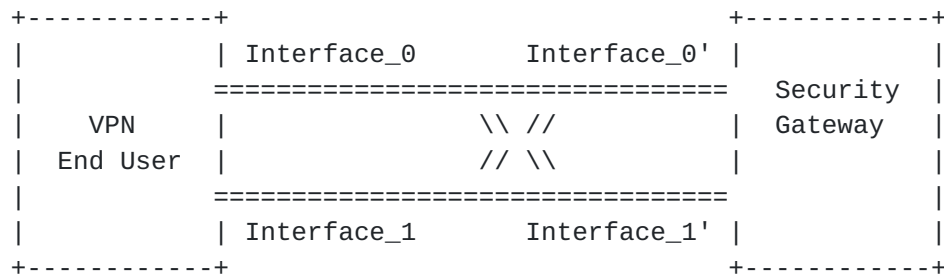 +------------+                                +------------+
|            | Interface_0       Interface_0' |            |
|            =================================  Security  |
|    VPN     |                \\ //           |  Gateway   |
|  End User  |                // \\           |            |
|            =================================            |
|            | Interface_1       Interface_1' |            |
+------------+                                +------------+